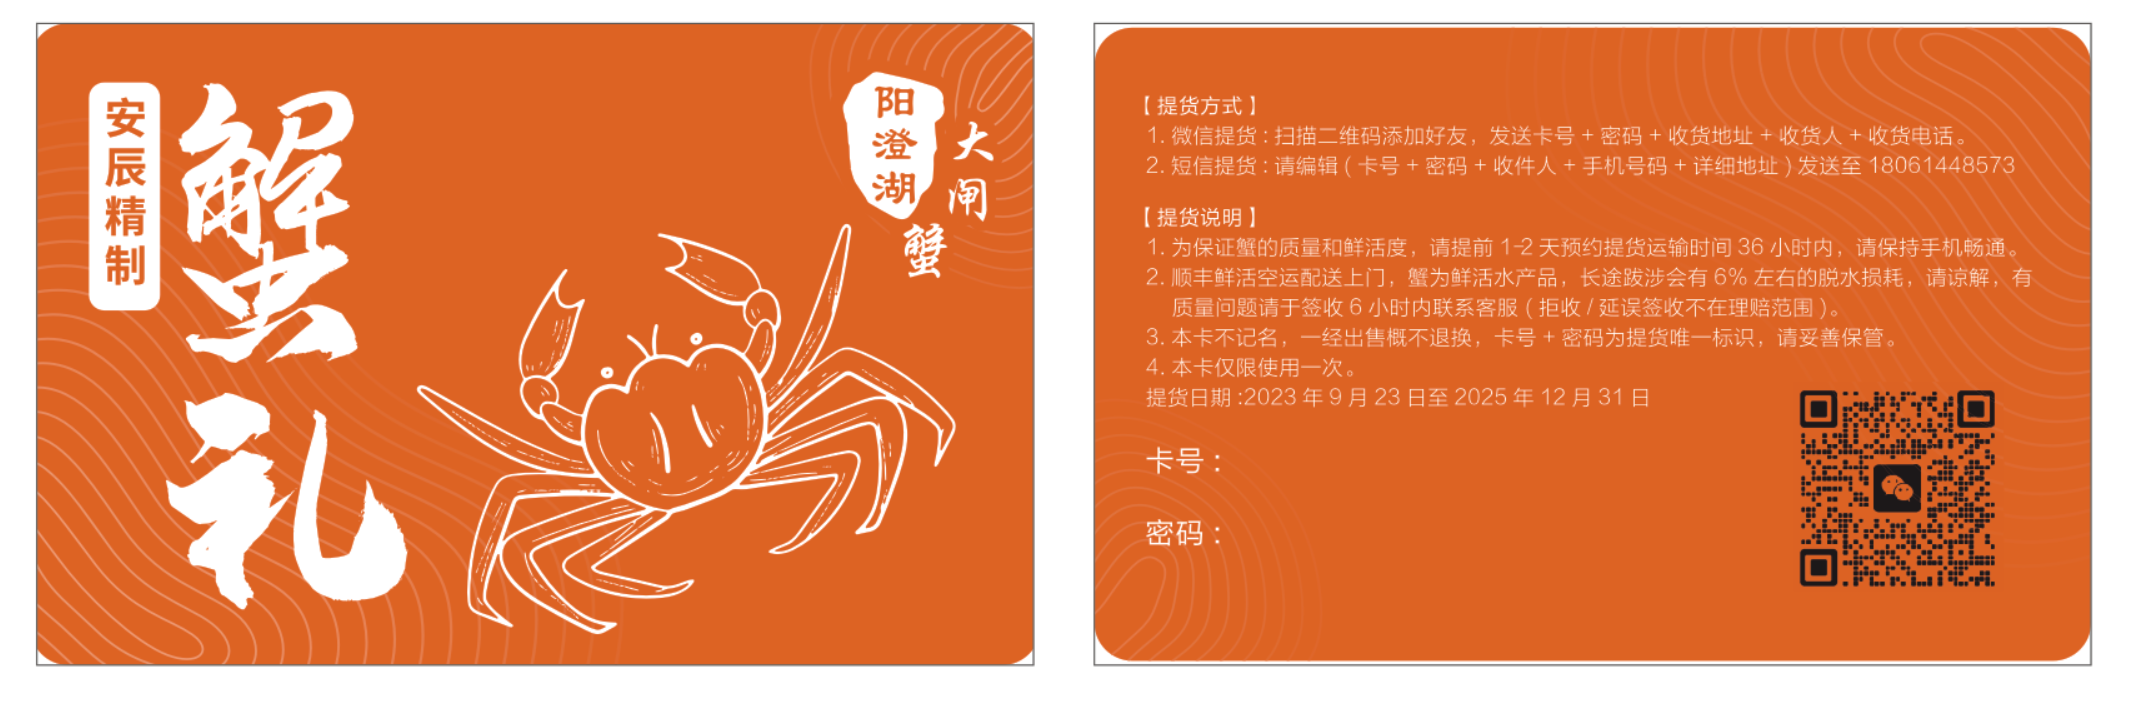 安辰精制
蟹礼
阳澄湖
大闸蟹
【提货方式】
1. 微信提货 : 扫描二维码添加好友，发送卡号 + 密码 + 收货地址 + 收货人 + 收货电话。
2. 短信提货 : 请编辑 ( 卡号 + 密码 + 收件人 + 手机号码 + 详细地址 ) 发送至 18061448573
【提货说明】
1. 为保证蟹的质量和鲜活度，请提前 1-2 天预约提货运输时间 36 小时内，请保持手机畅通。
2. 顺丰鲜活空运配送上门，蟹为鲜活水产品，长途跋涉会有 6% 左右的脱水损耗，请谅解，有
质量问题请于签收 6 小时内联系客服 ( 拒收 / 延误签收不在理赔范围 )。
3. 本卡不记名，一经出售概不退换，卡号 + 密码为提货唯一标识，请妥善保管。
4. 本卡仅限使用一次。
提货日期 :2023 年 9 月 23 日至 2025 年 12 月 31 日
卡号：
密码：